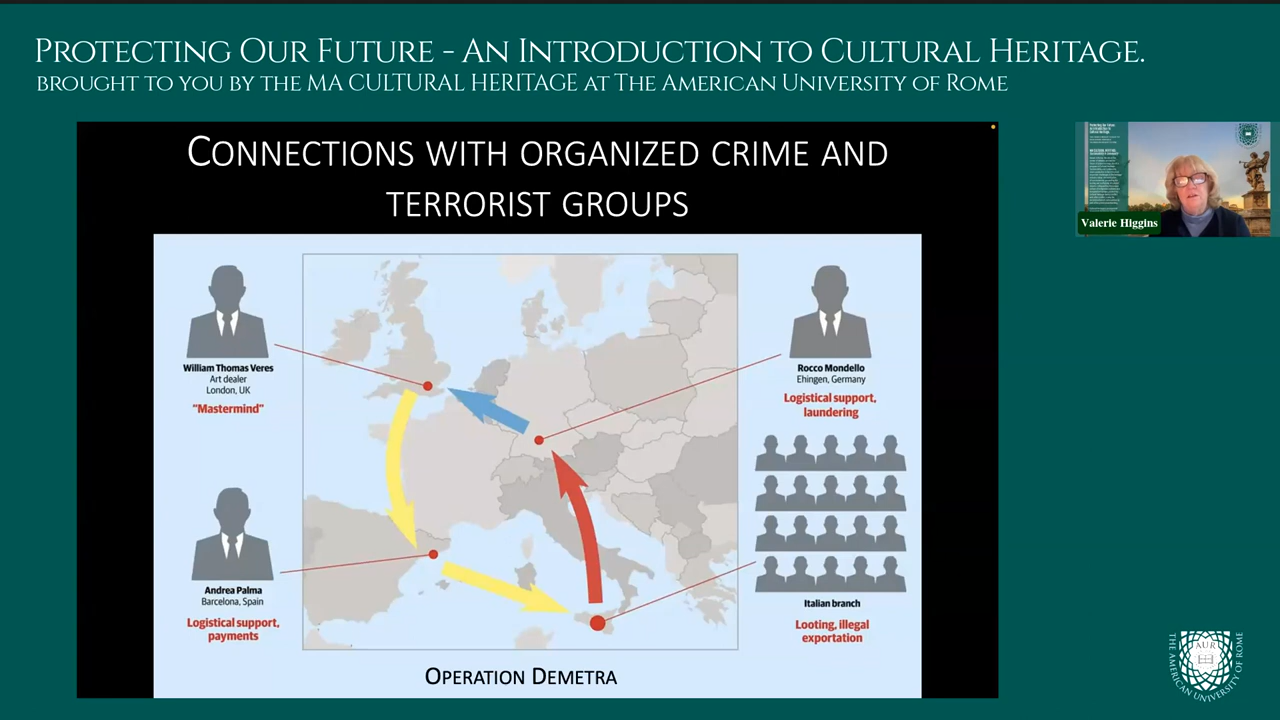 PROTECTING OUR FUTURE - AN INTRODUCTION TO CULTURAL HERITAGE.
BROUGHT TO YOU BY THE MA CULTURAL HERITAGE AT THE AMERICAN UNIVERSITY OF ROME
CONNECTIONS WITH ORGANIZED CRIME AND
TERRORIST GROUPS
William Thomas Veres
Art dealer
London, UK
"Mastermind"
Rocco Mondello
Ehingen, Germany
Logistical support,
laundering
Andrea Palma
Barcelona, Spain
Logistical support,
payments
Italian branch
Looting, illegal
exportation
OPERATION DEMETRA
Valerie Higgins
AUR
THE AMERICAN UNIVERSITY OF ROME